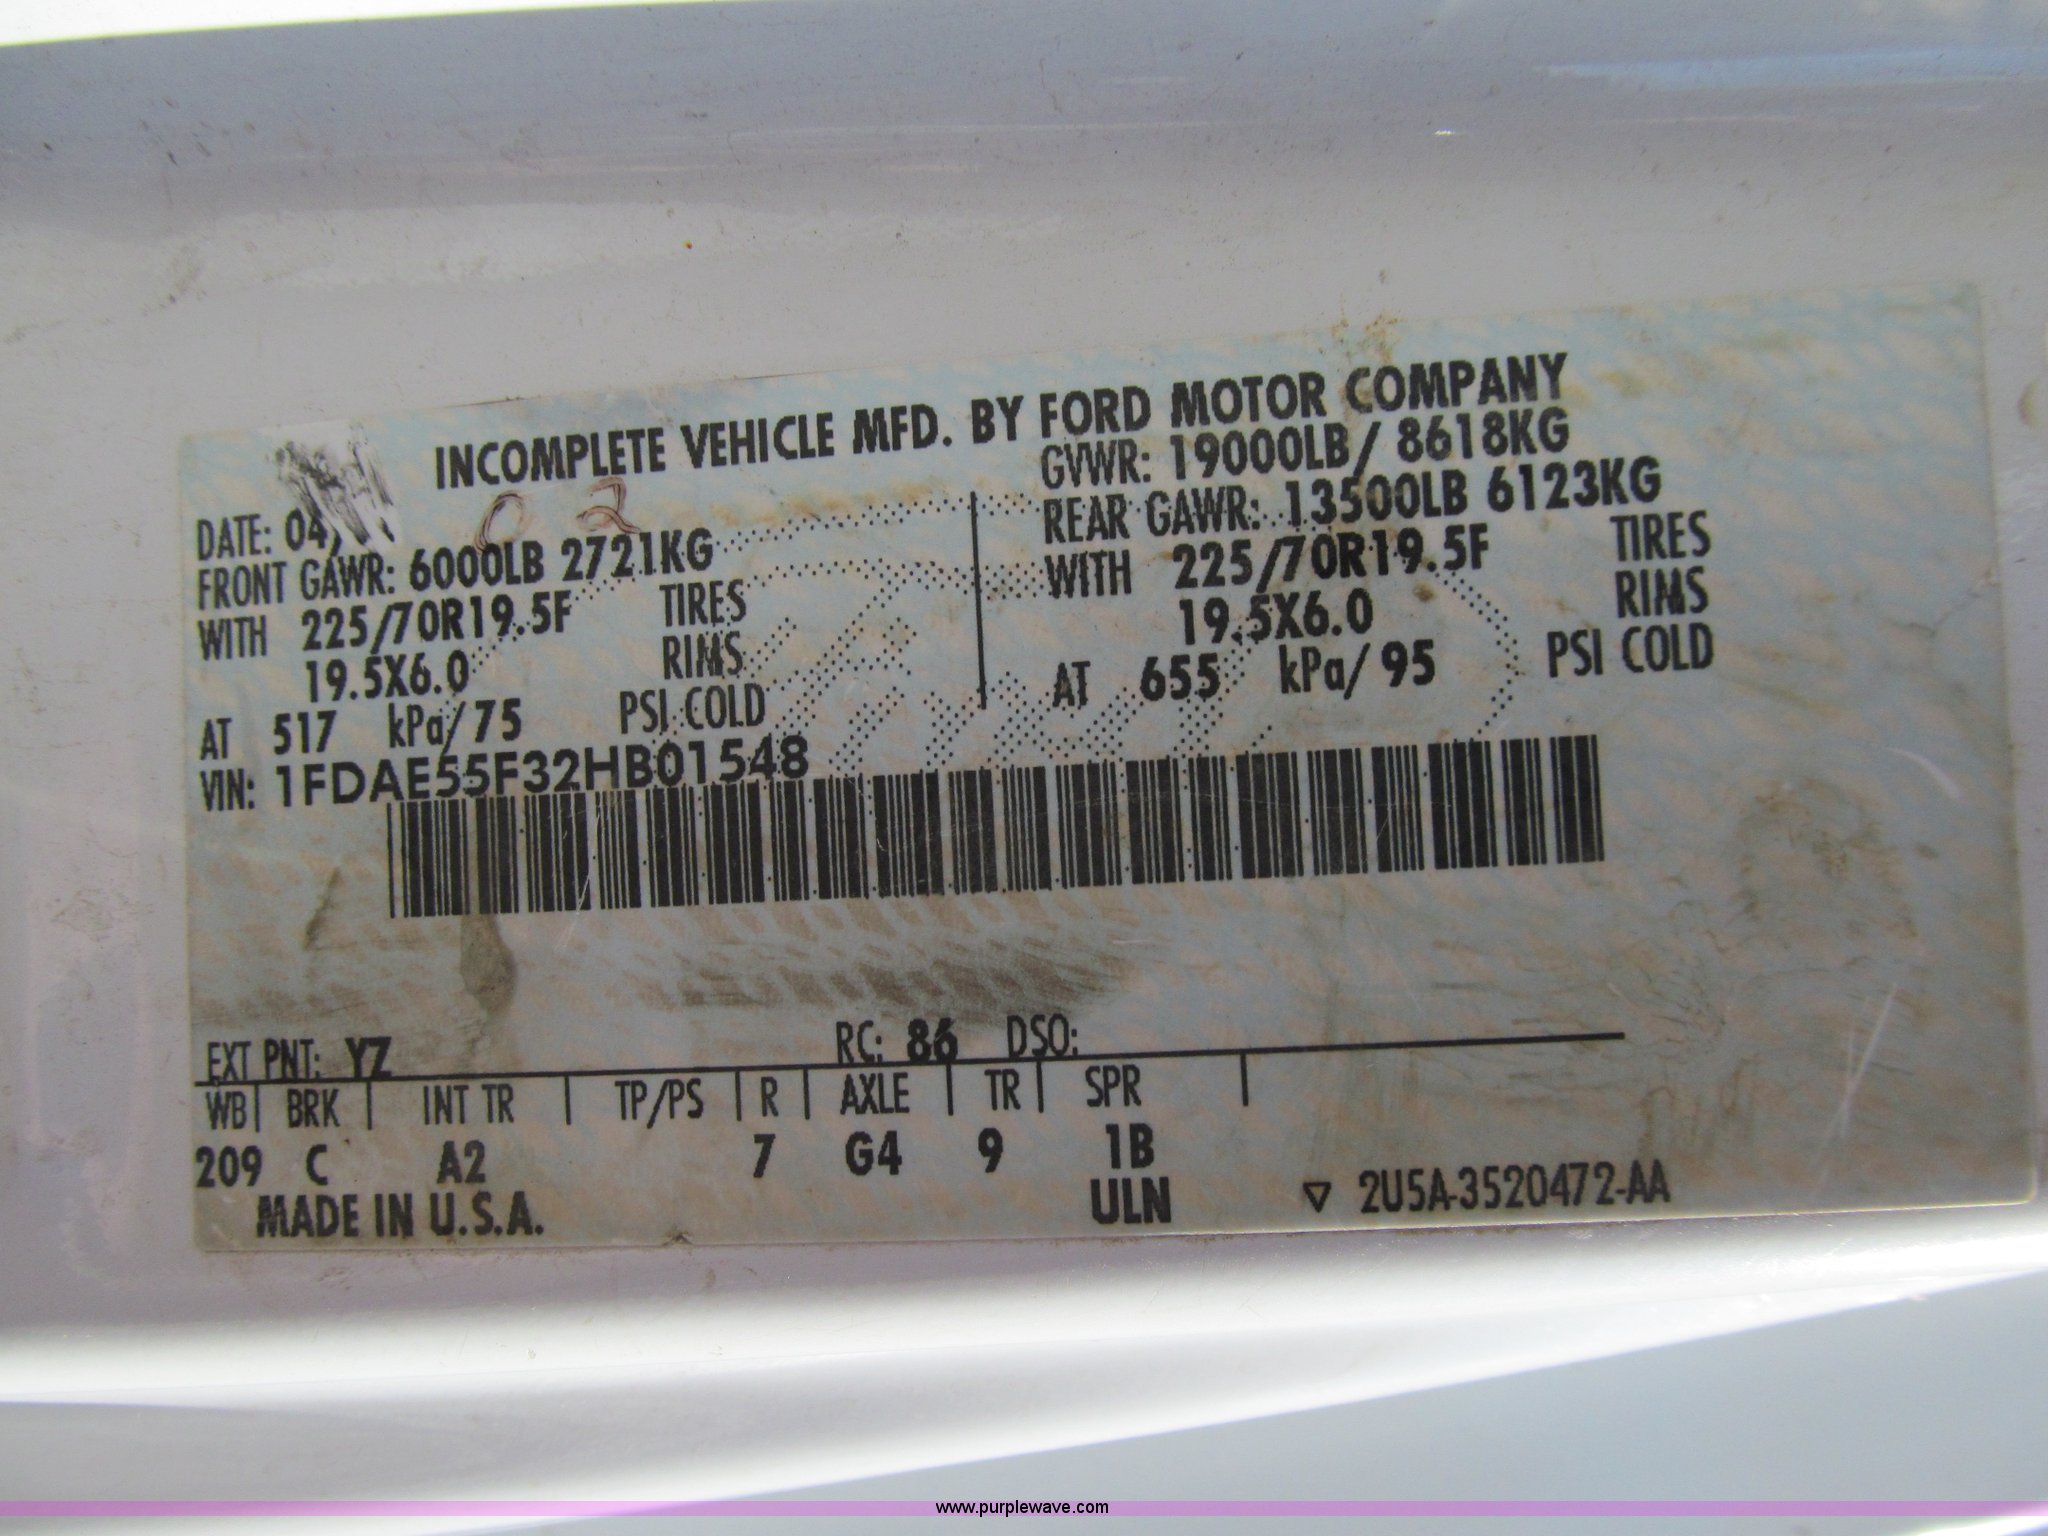 INCOMPLETE VEHICLE MFD. BY FORD MOTOR COMPANY
DATE: 04/ 02
GVWR: 19000LB/ 8618KG
FRONT GAWR: 6000LB 2721KG
REAR GAWR: 13500LB 6123KG
WITH 225/70R19.5F TIRES
WITH 225/70R19.5F TIRES
19.5X6.0 RIMS
19.5X6.0 RIMS
AT 517 kPa/75 PSI COLD
AT 655 kPa/95 PSI COLD
VIN: 1FDAE55F32HB01548
EXT PNT: YZ RC: 86 DSO:
WB BRK INT TR TP/PS R AXLE TR SPR
209 C A2 7 G4 9 1B
MADE IN U.S.A. ULN ▽ 2U5A-3520472-AA
www.purplewave.com